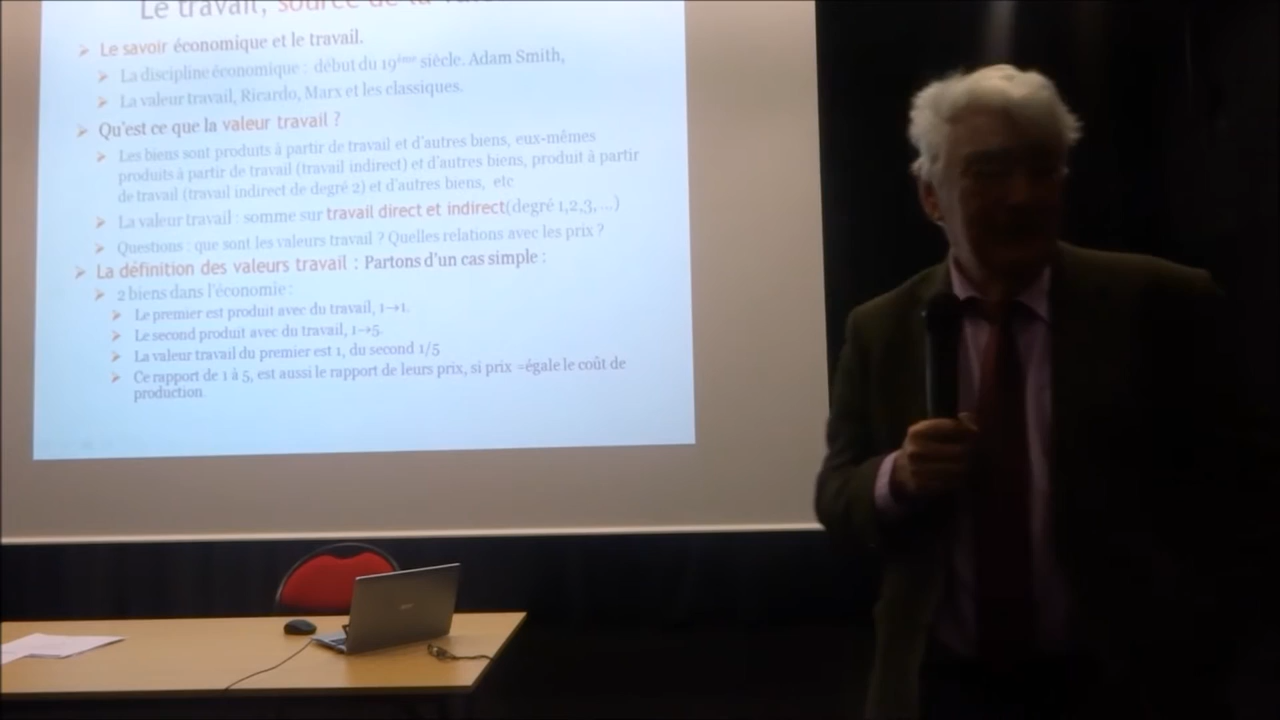 Le travail, source de la
➢ Le savoir économique et le travail.
➢ La discipline économique : début du 19ème siècle. Adam Smith,
➢ La valeur travail, Ricardo, Marx et les classiques.
➢ Qu'est ce que la valeur travail ?
➢ Les biens sont produits à partir de travail et d'autres biens, eux-mêmes
produits à partir de travail (travail indirect) et d'autres biens, produit à partir
de travail (travail indirect de degré 2) et d'autres biens, etc
➢ La valeur travail : somme sur travail direct et indirect(degré 1,2,3, ...)
➢ Questions : que sont les valeurs travail ? Quelles relations avec les prix ?
➢ La définition des valeurs travail : Partons d'un cas simple :
➢ 2 biens dans l'économie :
➢ Le premier est produit avec du travail, 1→1.
➢ Le second produit avec du travail, 1→5.
➢ La valeur travail du premier est 1, du second 1/5
➢ Ce rapport de 1 à 5, est aussi le rapport de leurs prix, si prix =égale le coût de
production.
acer